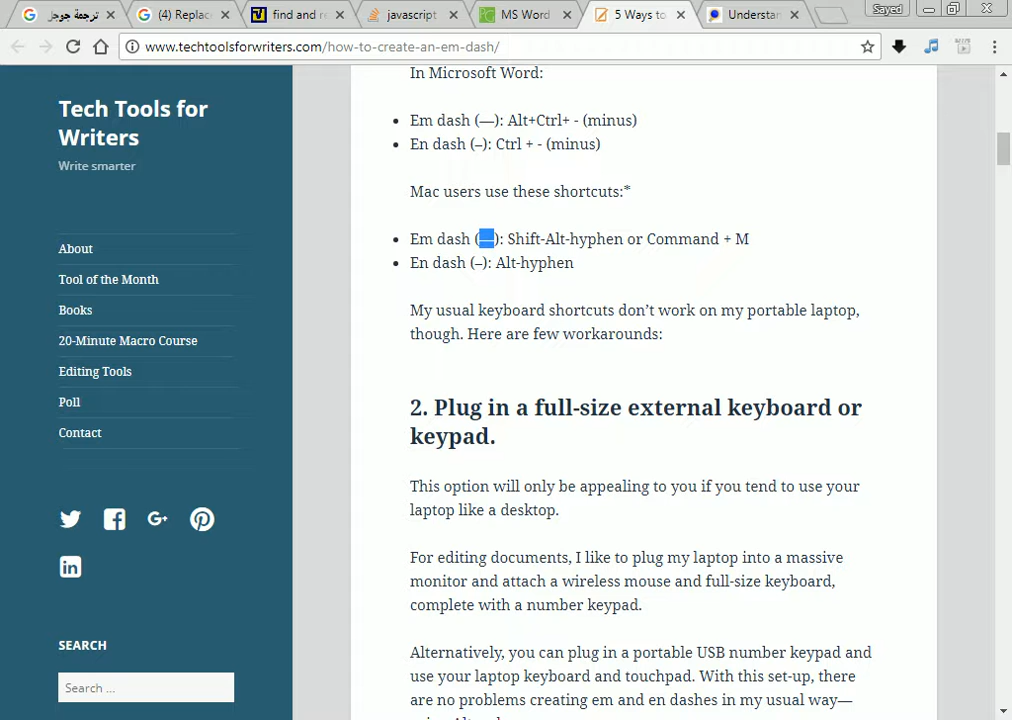 ترجمة جوجل
(4) Replac
find and r
javascript
MS Word
5 Ways to
Understan
Sayed
www.techtoolsforwriters.com/how-to-create-an-em-dash/
Tech Tools for
Writers
Write smarter
About
Tool of the Month
Books
20-Minute Macro Course
Editing Tools
Poll
Contact
SEARCH
Search ...
In Microsoft Word:
• Em dash (—): Alt+Ctrl+ - (minus)
• En dash (–): Ctrl + - (minus)
Mac users use these shortcuts:*
• Em dash (—): Shift-Alt-hyphen or Command + M
• En dash (–): Alt-hyphen
My usual keyboard shortcuts don’t work on my portable laptop,
though. Here are few workarounds:
2. Plug in a full-size external keyboard or
keypad.
This option will only be appealing to you if you tend to use your
laptop like a desktop.
For editing documents, I like to plug my laptop into a massive
monitor and attach a wireless mouse and full-size keyboard,
complete with a number keypad.
Alternatively, you can plug in a portable USB number keypad and
use your laptop keyboard and touchpad. With this set-up, there
are no problems creating em and en dashes in my usual way—